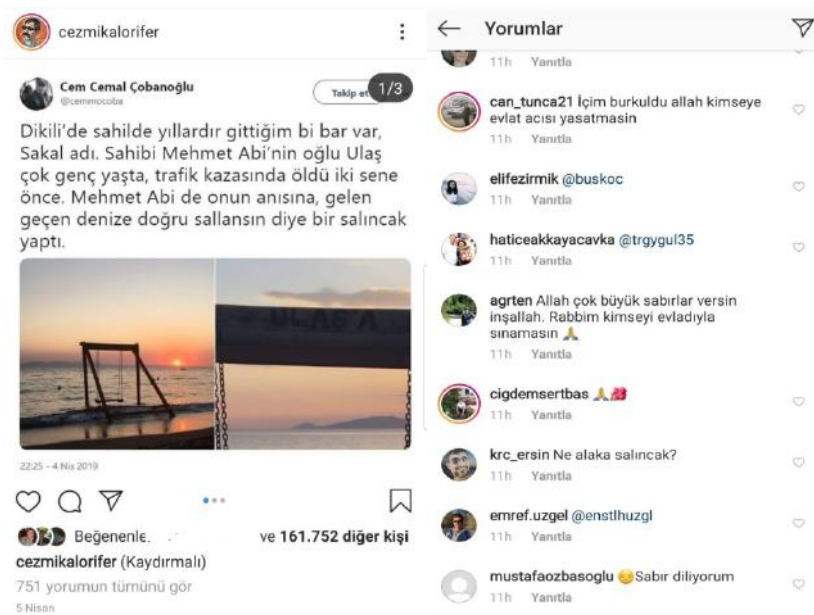 cezmikalorifer
Cem Cemal Çobanoğlu
@cemmocoba
Takip et
1/3
Dikili'de sahilde yıllardır gittiğim bi bar var,
Sakal adı. Sahibi Mehmet Abi'nin oğlu Ulaş
çok genç yaşta, trafik kazasında öldü iki sene
önce. Mehmet Abi de onun anısına, gelen
geçen denize doğru sallansın diye bir salıncak
yaptı.
ULAŞ'A
22:25 - 4 Nis 2019
Beğenenle. ve 161.752 diğer kişi
cezmikalorifer (Kaydırmalı)
751 yorumun tümünü gör
5 Nisan
Yorumlar
11h Yanıtla
can_tunca21 İçim burkuldu allah kimseye
evlat acısı yasatmasin
11h Yanıtla
elifezirmik @buskoc
11h Yanıtla
haticeakkayacavka @trgygul35
11h Yanıtla
agrten Allah çok büyük sabırlar versin
inşallah. Rabbim kimseyi evladıyla
sınamasın 🙏
11h Yanıtla
cigdemsertbas 🙏🌺
11h Yanıtla
krc_ersin Ne alaka salıncak?
11h Yanıtla
emref.uzgel @enstlhuzgl
11h Yanıtla
mustafaozbasoglu 😔Sabır diliyorum
11h Yanıtla